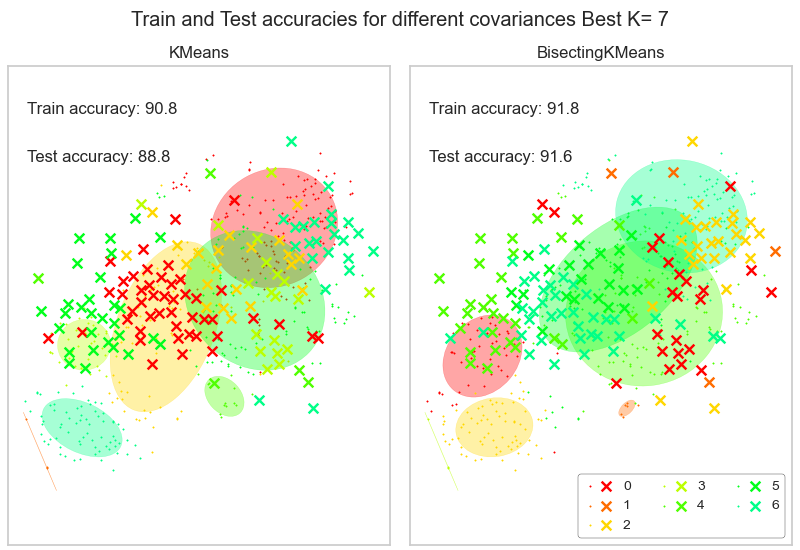 Train and Test accuracies for different covariances Best K= 7
KMeans
Train accuracy: 90.8
Test accuracy: 88.8
BisectingKMeans
Train accuracy: 91.8
Test accuracy: 91.6
0
1
2
3
4
5
6